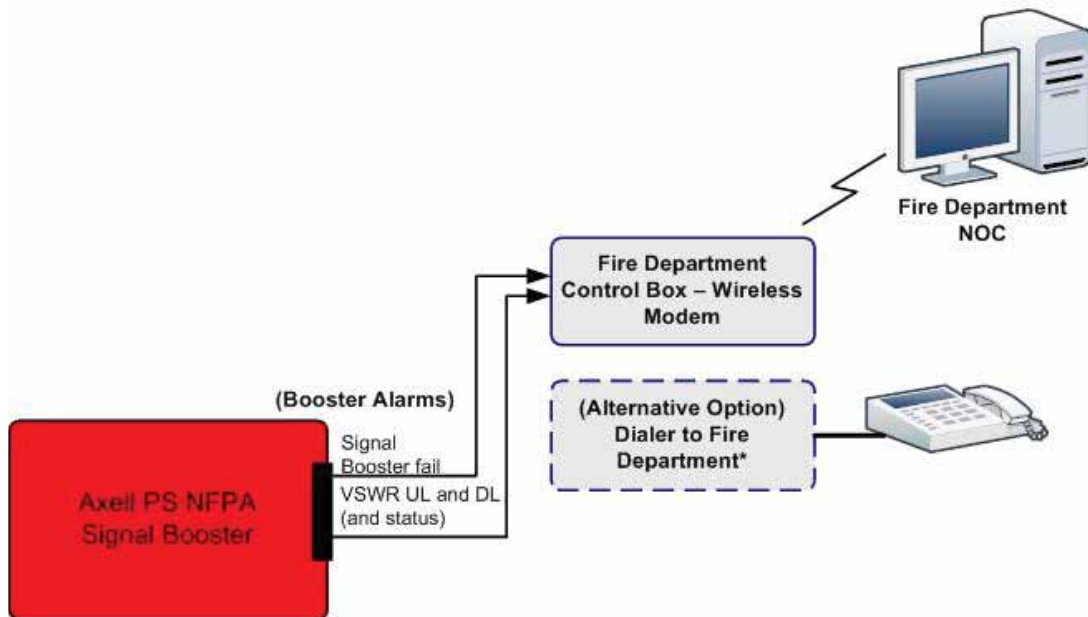 Fire Department
NOC
Fire Department
Control Box – Wireless
Modem
(Alternative Option)
Dialer to Fire
Department*
(Booster Alarms)
Signal
Booster fail
VSWR UL and DL
(and status)
Axell PS NFPA
Signal Booster